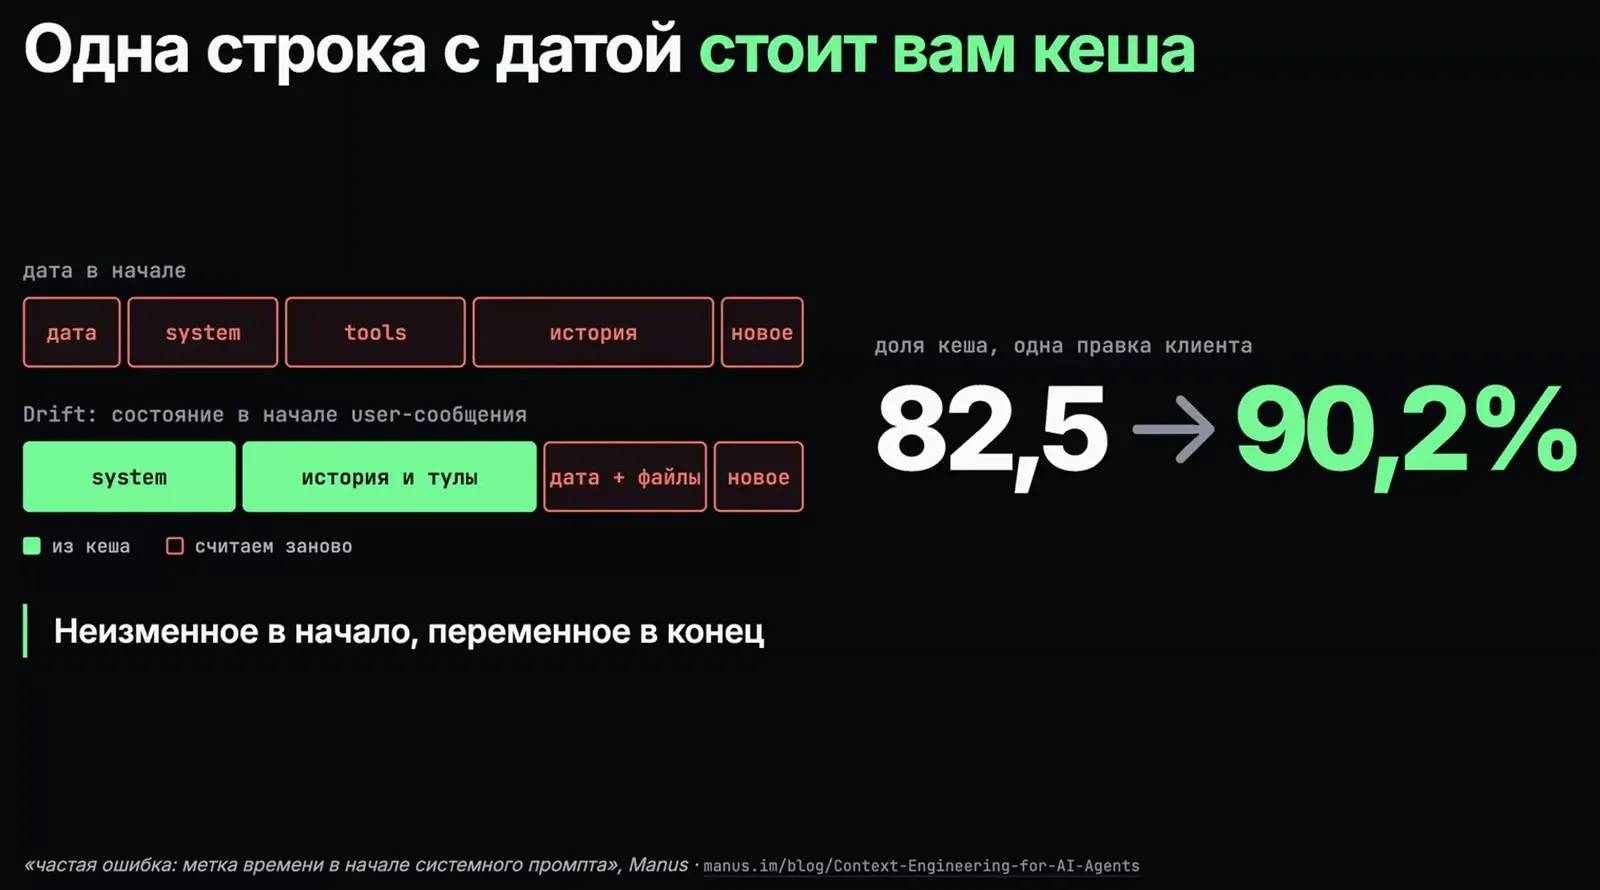 Одна строка с датой стоит вам кеша
дата в начале
дата system tools история новое
Drift: состояние в начале user-сообщения
system история и тулы дата + файлы новое
из кеша считаем заново
Неизменное в начало, переменное в конец
доля кеша, одна правка клиента
82,5 → 90,2%
«частая ошибка: метка времени в начале системного промпта», Manus · manus.im/blog/Context-Engineering-for-AI-Agents